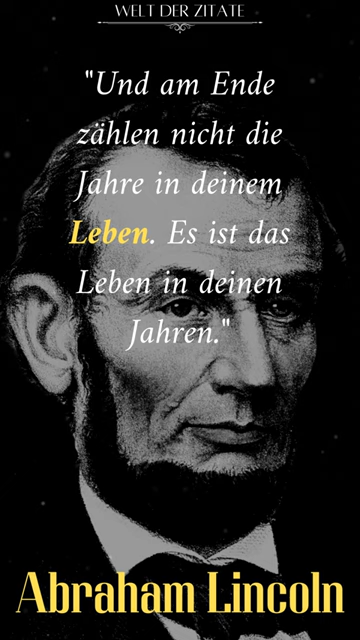 WELT DER ZITATE
"Und am Ende
zählen nicht die
Jahre in deinem
Leben. Es ist das
Leben in deinen
Jahren."
Abraham Lincoln